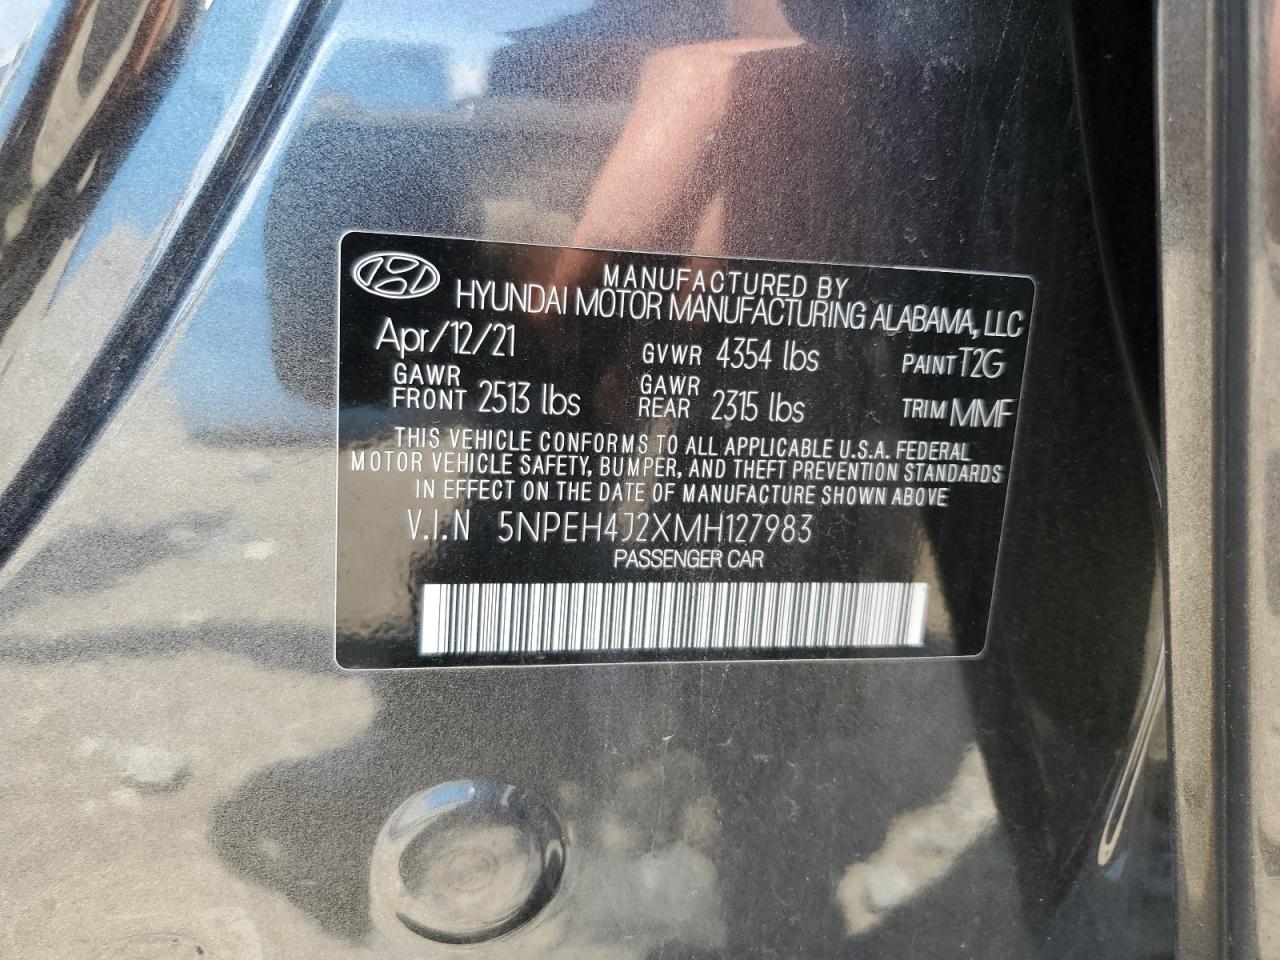 MANUFACTURED BY
HYUNDAI MOTOR MANUFACTURING ALABAMA, LLC
Apr/12/21 GVWR 4354 lbs PAINT T2G
GAWR FRONT 2513 lbs GAWR REAR 2315 lbs TRIM MMF
THIS VEHICLE CONFORMS TO ALL APPLICABLE U.S.A. FEDERAL
MOTOR VEHICLE SAFETY, BUMPER, AND THEFT PREVENTION STANDARDS
IN EFFECT ON THE DATE OF MANUFACTURE SHOWN ABOVE
V.I.N 5NPEH4J2XMH127983
PASSENGER CAR